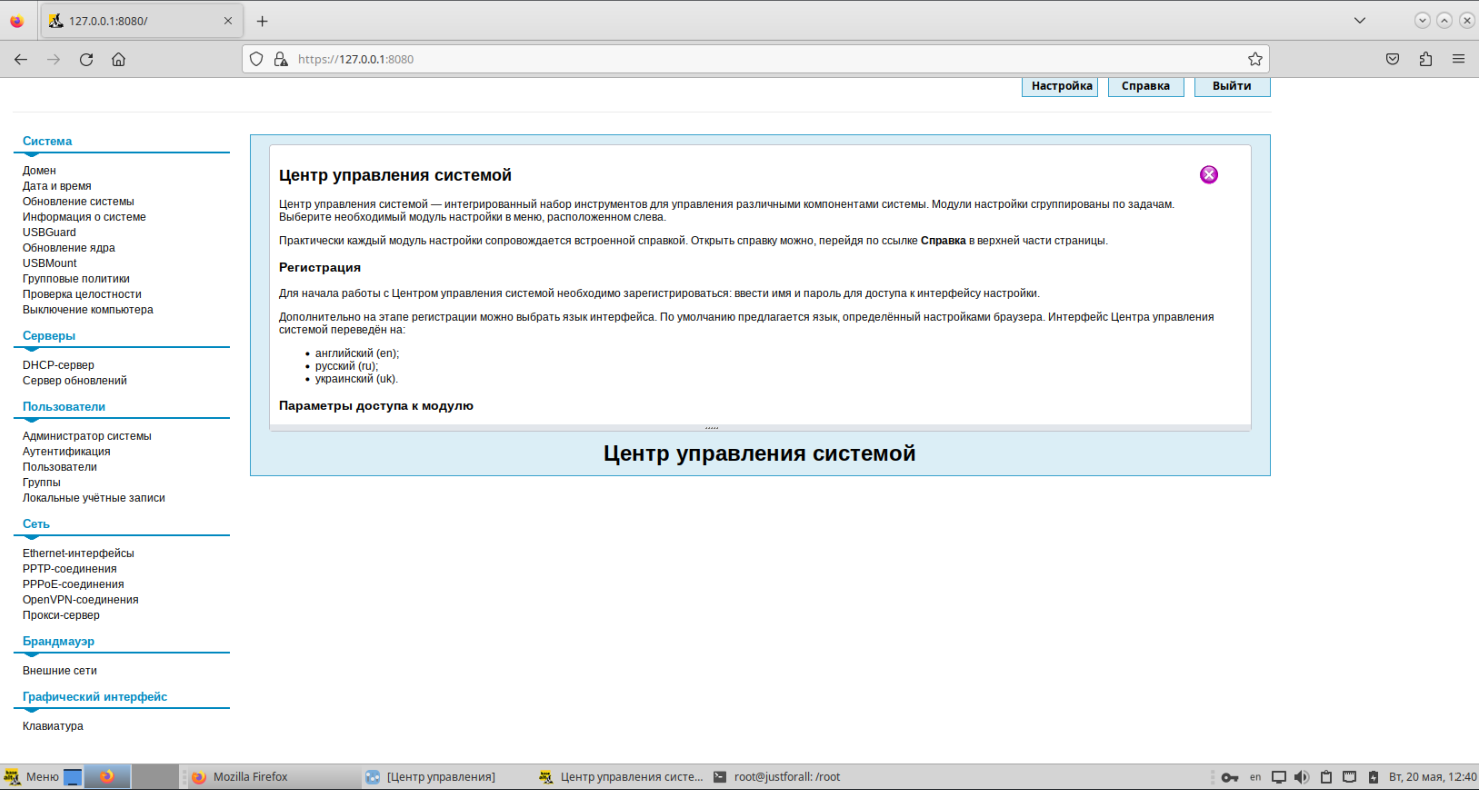 127.0.0.1:8080/
https://127.0.0.1:8080
Настройка
Справка
Выйти
Система
Домен
Дата и время
Обновление системы
Информация о системе
USBGuard
Обновление ядра
USBMount
Групповые политики
Проверка целостности
Выключение компьютера
Серверы
DHCP-сервер
Сервер обновлений
Пользователи
Администратор системы
Аутентификация
Пользователи
Группы
Локальные учётные записи
Сеть
Ethernet-интерфейсы
PPTP-соединения
PPPoE-соединения
OpenVPN-соединения
Прокси-сервер
Брандмауэр
Внешние сети
Графический интерфейс
Клавиатура
Центр управления системой
Центр управления системой — интегрированный набор инструментов для управления различными компонентами системы. Модули настройки сгруппированы по задачам.
Выберите необходимый модуль настройки в меню, расположенном слева.
Практически каждый модуль настройки сопровождается встроенной справкой. Открыть справку можно, перейдя по ссылке Справка в верхней части страницы.
Регистрация
Для начала работы с Центром управления системой необходимо зарегистрироваться: ввести имя и пароль для доступа к интерфейсу настройки.
Дополнительно на этапе регистрации можно выбрать язык интерфейса. По умолчанию предлагается язык, определённый настройками браузера. Интерфейс Центра управления
системой переведён на:
• английский (en);
• русский (ru);
• украинский (uk).
Параметры доступа к модулю
Центр управления системой
Меню
Mozilla Firefox
[Центр управления]
Центр управления систе...
root@justforall: /root
en
Вт, 20 мая, 12:40